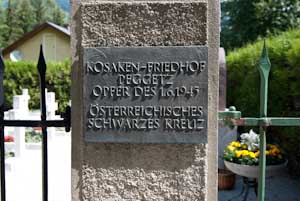 KOSAKEN-FRIEDHOF
PEGGETZ
OPFER DES 1.6.1945
ÖSTERREICHISCHES
SCHWARZES KREUZ